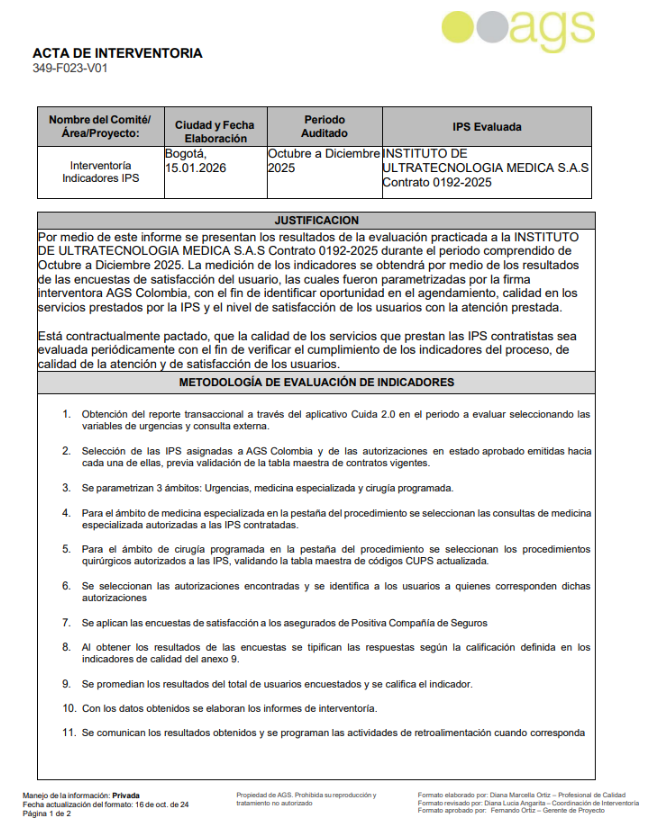 ags
ACTA DE INTERVENTORIA
349-F023-V01
Nombre del Comité/
Área/Proyecto:
Ciudad y Fecha
Elaboración
Periodo
Auditado
IPS Evaluada
Interventoría
Indicadores IPS
Bogotá,
15.01.2026
Octubre a Diciembre
2025
INSTITUTO DE
ULTRATECNOLOGIA MEDICA S.A.S
Contrato 0192-2025
JUSTIFICACION
Por medio de este informe se presentan los resultados de la evaluación practicada a la INSTITUTO
DE ULTRATECNOLOGIA MEDICA S.A.S Contrato 0192-2025 durante el periodo comprendido de
Octubre a Diciembre 2025. La medición de los indicadores se obtendrá por medio de los resultados
de las encuestas de satisfacción del usuario, las cuales fueron parametrizadas por la firma
interventora AGS Colombia, con el fin de identificar oportunidad en el agendamiento, calidad en los
servicios prestados por la IPS y el nivel de satisfacción de los usuarios con la atención prestada.
Está contractualmente pactado, que la calidad de los servicios que prestan las IPS contratistas sea
evaluada periódicamente con el fin de verificar el cumplimiento de los indicadores del proceso, de
calidad de la atención y de satisfacción de los usuarios.
METODOLOGÍA DE EVALUACIÓN DE INDICADORES
1. Obtención del reporte transaccional a través del aplicativo Cuida 2.0 en el periodo a evaluar seleccionando las
variables de urgencias y consulta externa.
2. Selección de las IPS asignadas a AGS Colombia y de las autorizaciones en estado aprobado emitidas hacia
cada una de ellas, previa validación de la tabla maestra de contratos vigentes.
3. Se parametrizan 3 ámbitos: Urgencias, medicina especializada y cirugía programada.
4. Para el ámbito de medicina especializada en la pestaña del procedimiento se seleccionan las consultas de medicina
especializada autorizadas a las IPS contratadas.
5. Para el ámbito de cirugía programada en la pestaña del procedimiento se seleccionan los procedimientos
quirúrgicos autorizados a las IPS, validando la tabla maestra de códigos CUPS actualizada.
6. Se seleccionan las autorizaciones encontradas y se identifica a los usuarios a quienes corresponden dichas
autorizaciones
7. Se aplican las encuestas de satisfacción a los asegurados de Positiva Compañía de Seguros
8. Al obtener los resultados de las encuestas se tipifican las respuestas según la calificación definida en los
indicadores de calidad del anexo 9.
9. Se promedian los resultados del total de usuarios encuestados y se califica el indicador.
10. Con los datos obtenidos se elaboran los informes de interventoría.
11. Se comunican los resultados obtenidos y se programan las actividades de retroalimentación cuando corresponda
Manejo de la información: Privada
Fecha actualización del formato: 16 de oct. de 24
Página 1 de 2
Propiedad de AGS. Prohibida su reproducción y
tratamiento no autorizado
Formato elaborado por: Diana Marcella Ortiz – Profesional de Calidad
Formato revisado por: Diana Lucia Angarita – Coordinación de Interventoría
Formato aprobado por: Fernando Ortiz – Gerente de Proyecto